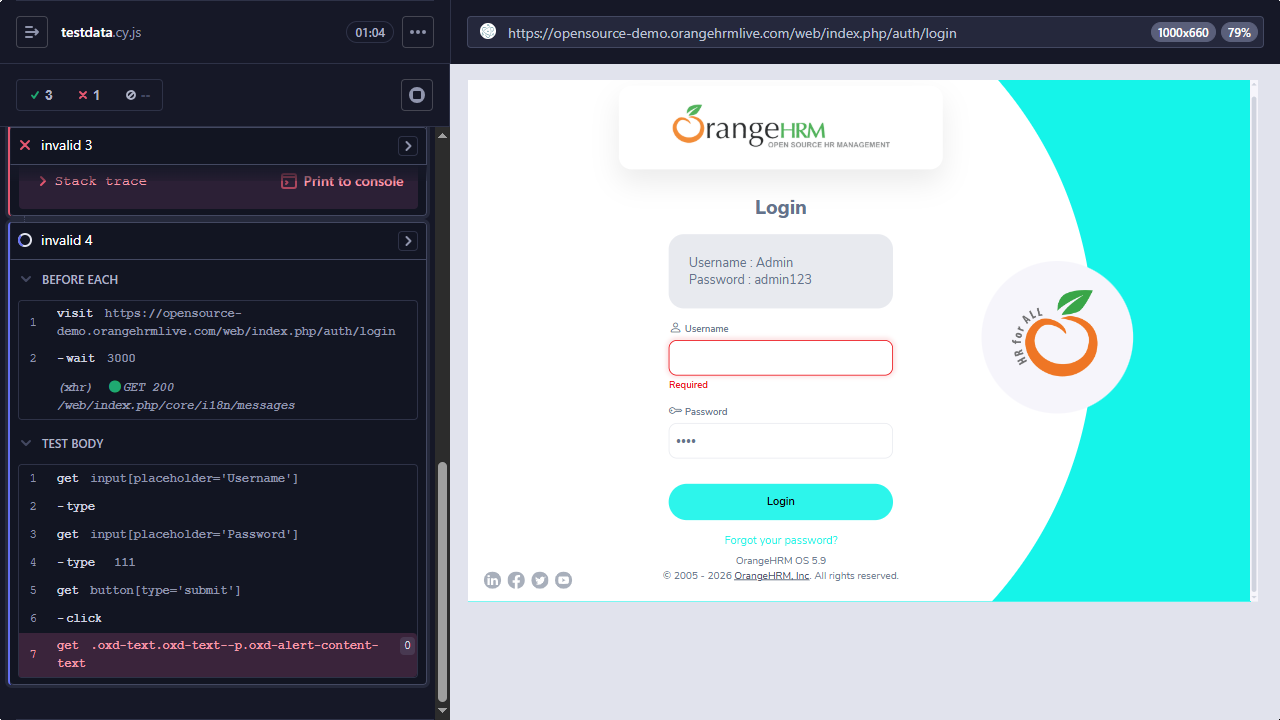 testdata.cy.js
01:04
https://opensource-demo.orangehrmlive.com/web/index.php/auth/login
1000x660
79%
3
1
--
invalid 3
Stack trace
Print to console
invalid 4
BEFORE EACH
1 visit https://opensource-
demo.orangehrmlive.com/web/index.php/auth/login
2 -wait 3000
(xhr) GET 200
/web/index.php/core/i18n/messages
TEST BODY
1 get input[placeholder='Username']
2 -type
3 get input[placeholder='Password']
4 -type 111
5 get button[type='submit']
6 -click
7 get .oxd-text.oxd-text--p.oxd-alert-content-
text
0
OrangeHRM
OPEN SOURCE HR MANAGEMENT
Login
Username : Admin
Password : admin123
Username
Required
Password
••••
Login
Forgot your password?
OrangeHRM OS 5.9
© 2005 - 2026 OrangeHRM, Inc. All rights reserved.
HR for ALL